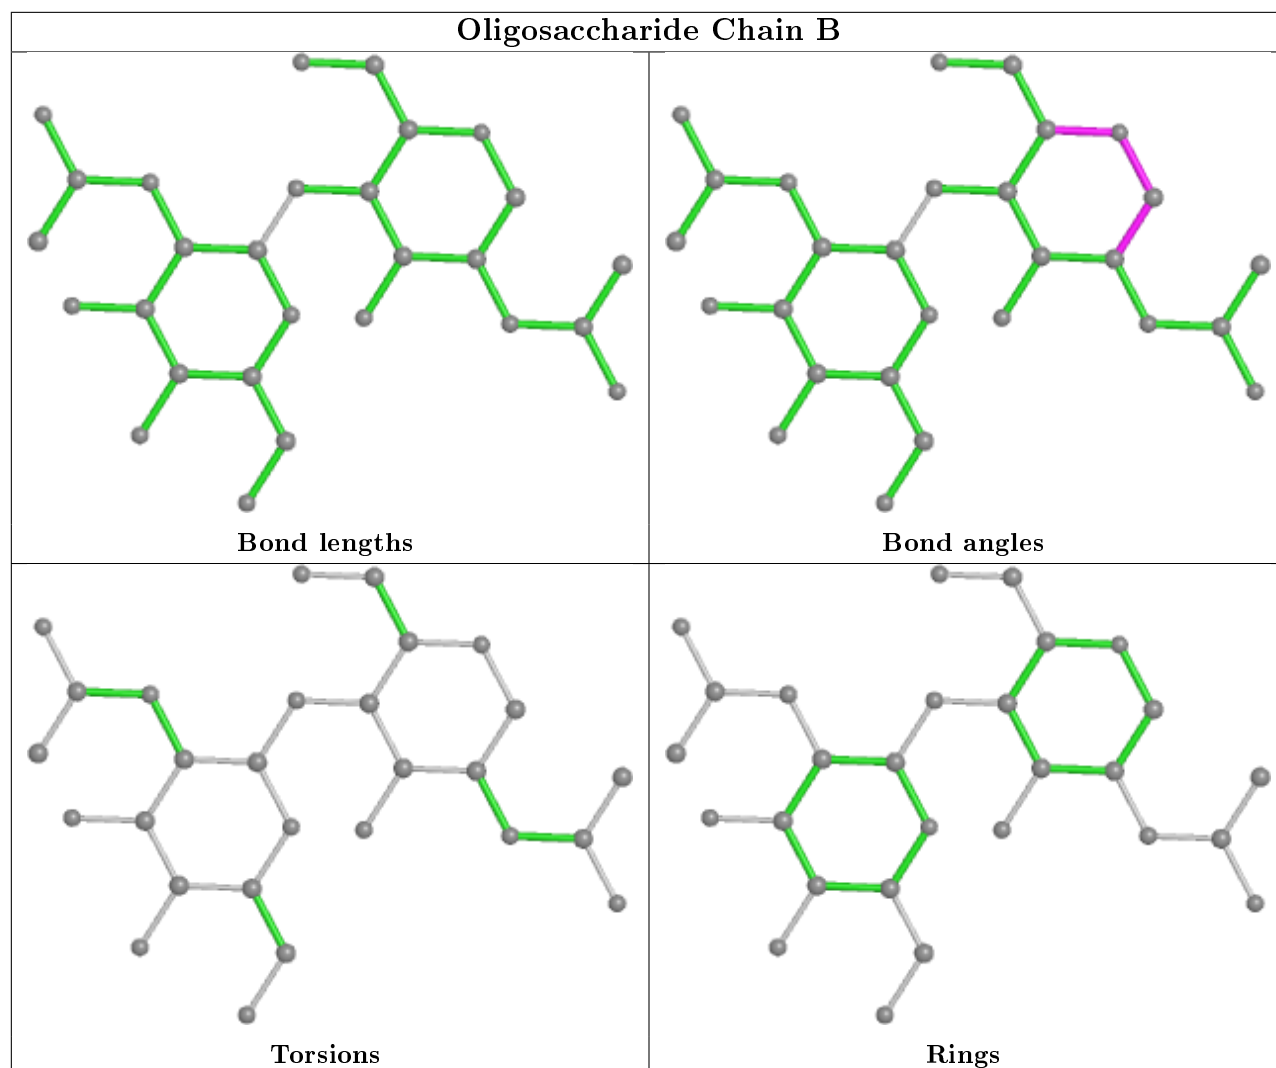 Oligosaccharide Chain B
Bond lengths
Bond angles
Torsions
Rings